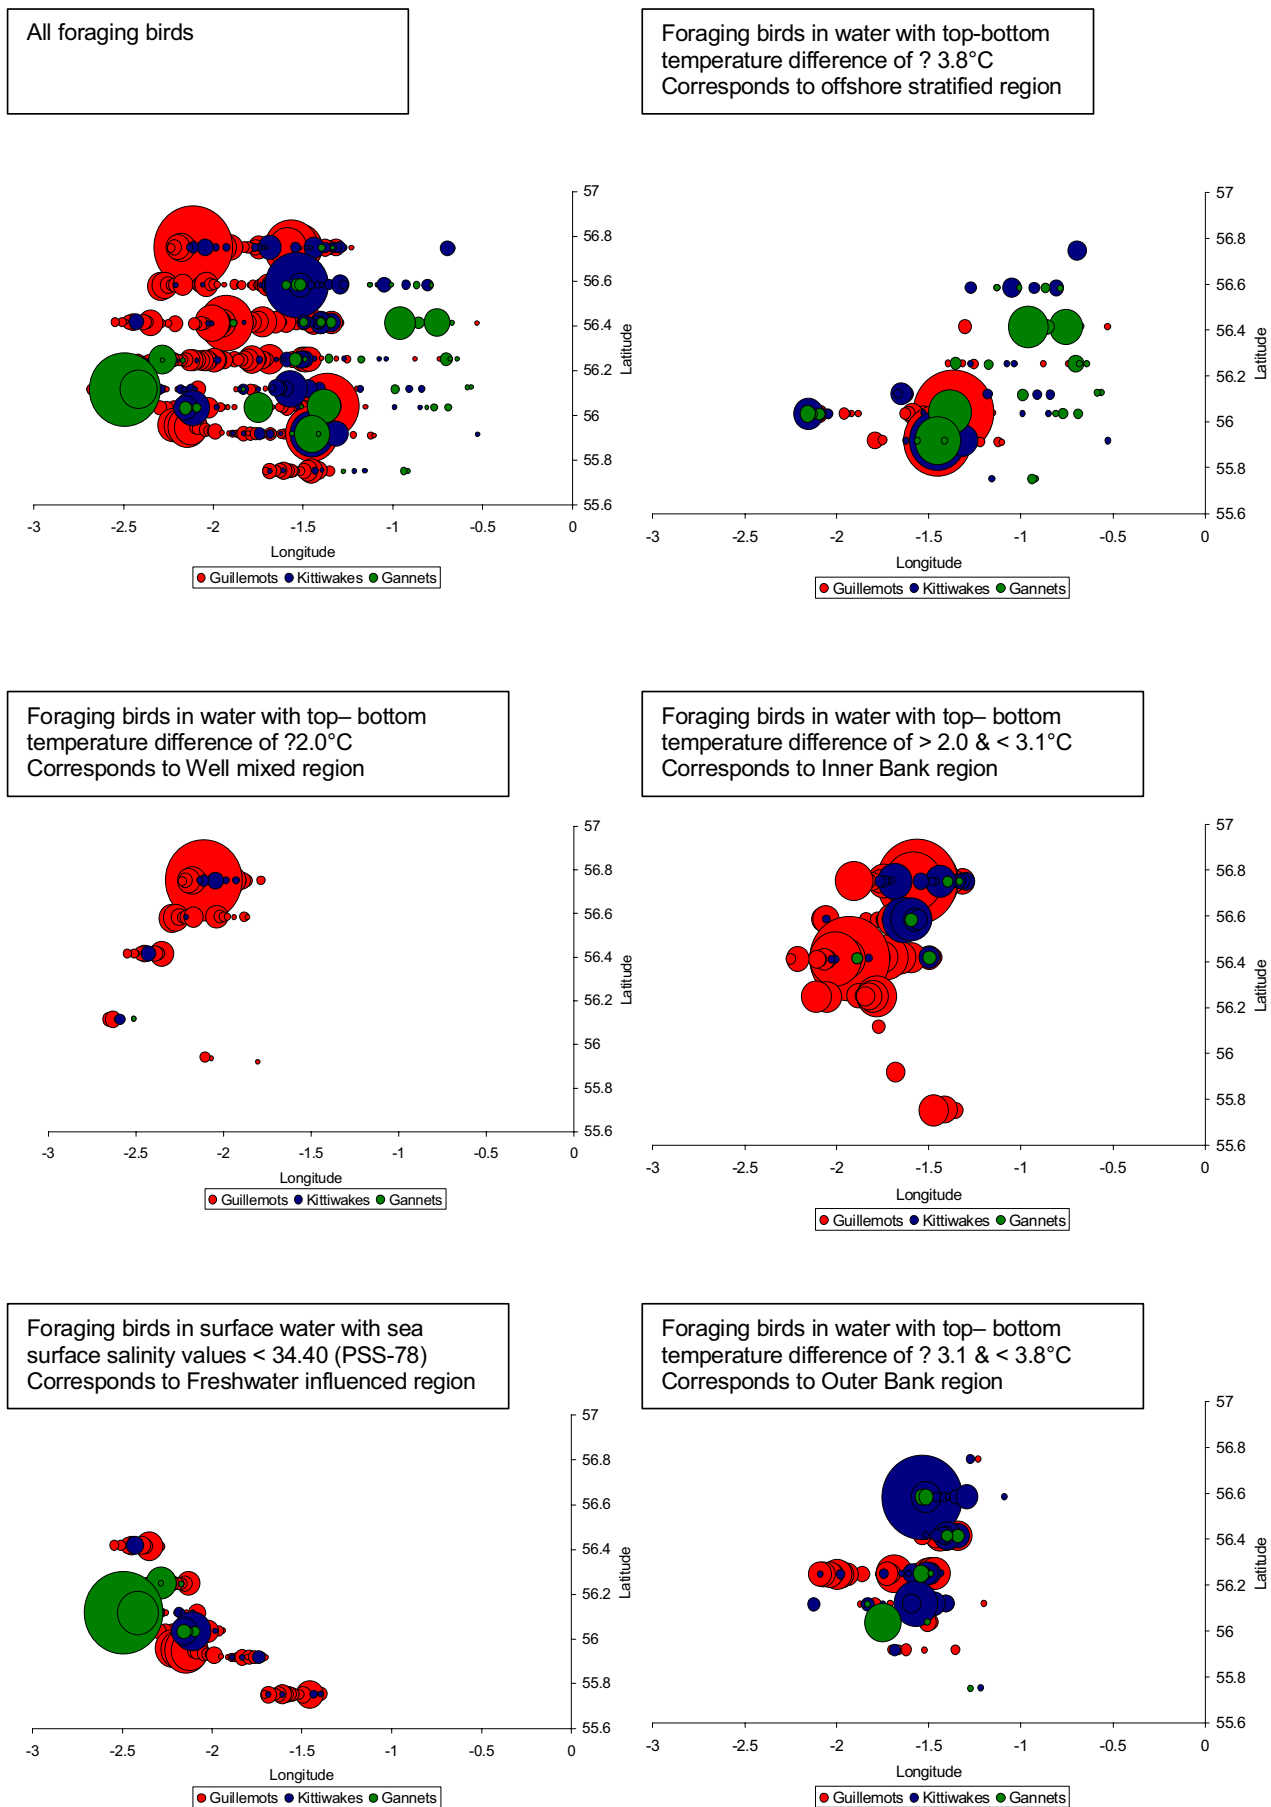 All foraging birds
Foraging birds in water with top-bottom
temperature difference of ? 3.8°C
Corresponds to offshore stratified region
57
56.8
56.6
56.4
56.2
56
55.8
55.6
Latitude
-3 -2.5 -2 -1.5 -1 -0.5 0
Longitude
Guillemots Kittiwakes Gannets
57
56.8
56.6
56.4
56.2
56
55.8
55.6
Latitude
-3 -2.5 -2 -1.5 -1 -0.5 0
Longitude
Guillemots Kittiwakes Gannets
Foraging birds in water with top– bottom
temperature difference of ?2.0°C
Corresponds to Well mixed region
Foraging birds in water with top– bottom
temperature difference of > 2.0 & < 3.1°C
Corresponds to Inner Bank region
57
56.8
56.6
56.4
56.2
56
55.8
55.6
Latitude
-3 -2.5 -2 -1.5 -1 -0.5 0
Longitude
Guillemots Kittiwakes Gannets
57
56.8
56.6
56.4
56.2
56
55.8
55.6
Latitude
-3 -2.5 -2 -1.5 -1 -0.5 0
Longitude
Guillemots Kittiwakes Gannets
Foraging birds in surface water with sea
surface salinity values < 34.40 (PSS-78)
Corresponds to Freshwater influenced region
Foraging birds in water with top– bottom
temperature difference of ? 3.1 & < 3.8°C
Corresponds to Outer Bank region
57
56.8
56.6
56.4
56.2
56
55.8
55.6
Latitude
-3 -2.5 -2 -1.5 -1 -0.5 0
Longitude
Guillemots Kittiwakes Gannets
57
56.8
56.6
56.4
56.2
56
55.8
55.6
Latitude
-3 -2.5 -2 -1.5 -1 -0.5 0
Longitude
Guillemots Kittiwakes Gannets